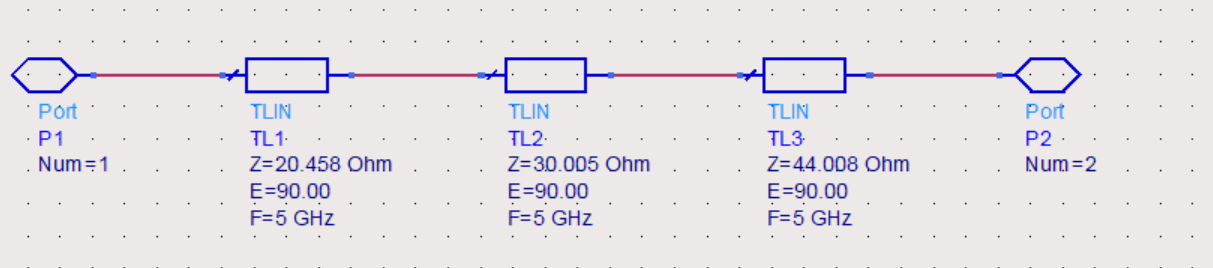 Port
P1
Num=1
TLIN
TL1
Z=20.458 Ohm
E=90.00
F=5 GHz
TLIN
TL2
Z=30.005 Ohm
E=90.00
F=5 GHz
TLIN
TL3
Z=44.008 Ohm
E=90.00
F=5 GHz
Port
P2
Num=2